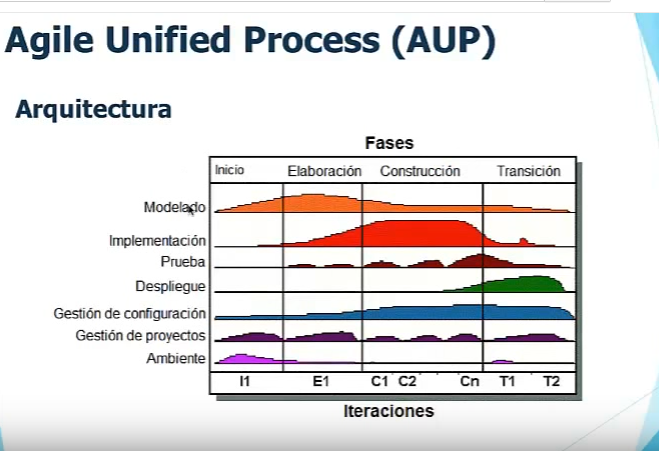 Agile Unified Process (AUP)
Arquitectura
Fases
Inicio Elaboración Construcción Transición
Modelado
Implementación
Prueba
Despliegue
Gestión de configuración
Gestión de proyectos
Ambiente
I1 E1 C1 C2 Cn T1 T2
Iteraciones